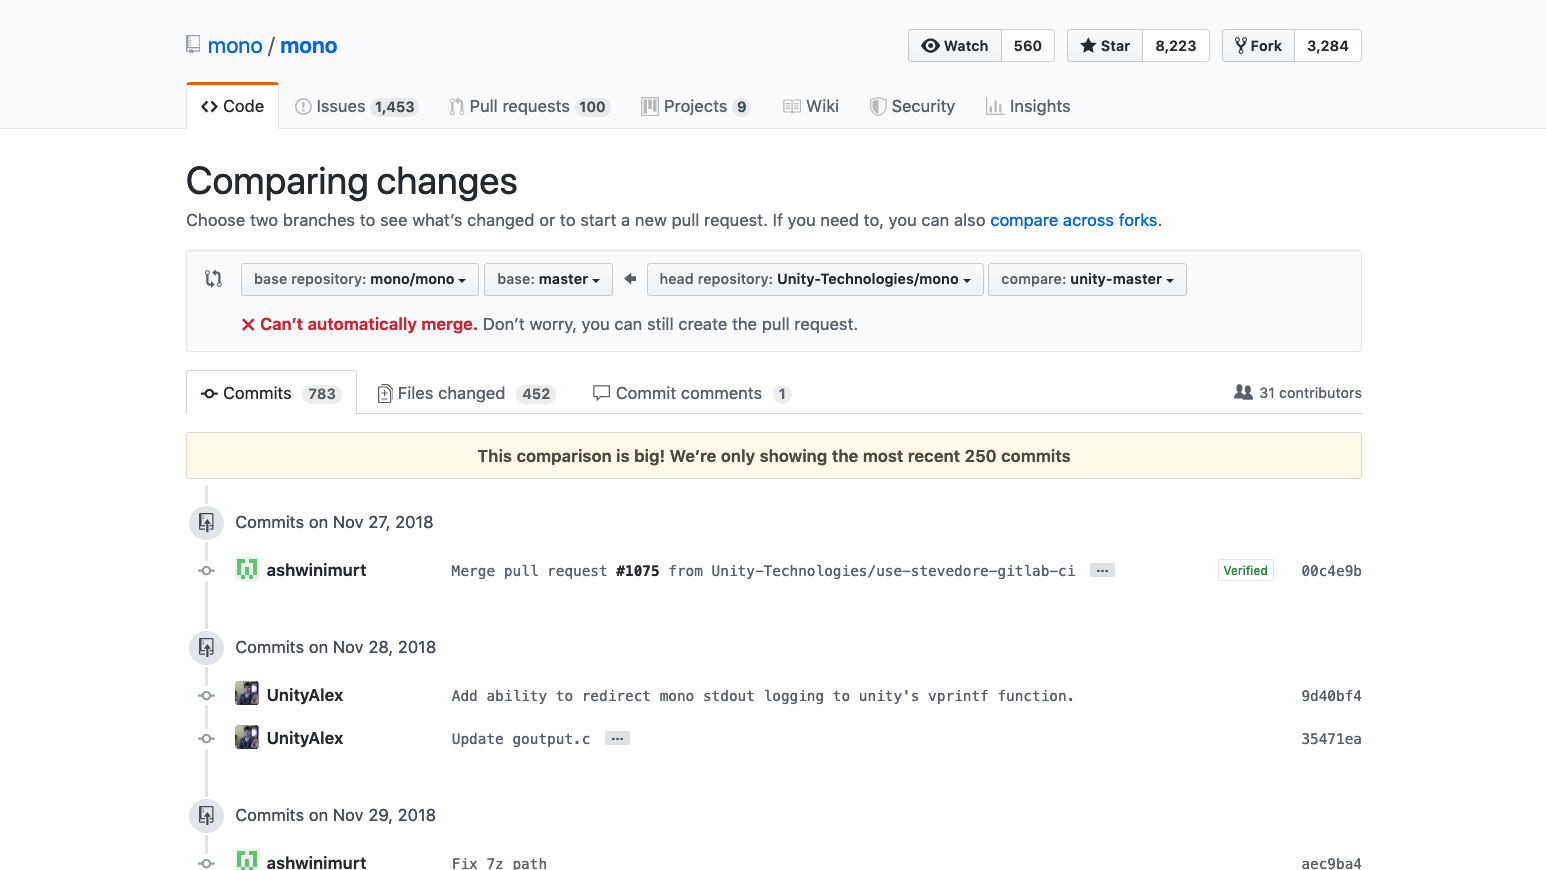 mono / mono
Watch 560 Star 8,223 Fork 3,284
Code Issues 1,453 Pull requests 100 Projects 9 Wiki Security Insights
Comparing changes
Choose two branches to see what’s changed or to start a new pull request. If you need to, you can also compare across forks.
base repository: mono/mono base: master head repository: Unity-Technologies/mono compare: unity-master
Can’t automatically merge. Don’t worry, you can still create the pull request.
Commits 783 Files changed 452 Commit comments 1 31 contributors
This comparison is big! We’re only showing the most recent 250 commits
Commits on Nov 27, 2018
ashwinimurt Merge pull request #1075 from Unity-Technologies/use-stevedore-gitlab-ci … Verified 00c4e9b
Commits on Nov 28, 2018
UnityAlex Add ability to redirect mono stdout logging to unity's vprintf function. 9d40bf4
UnityAlex Update goutput.c … 35471ea
Commits on Nov 29, 2018
ashwinimurt Fix 7z path aec9ba4